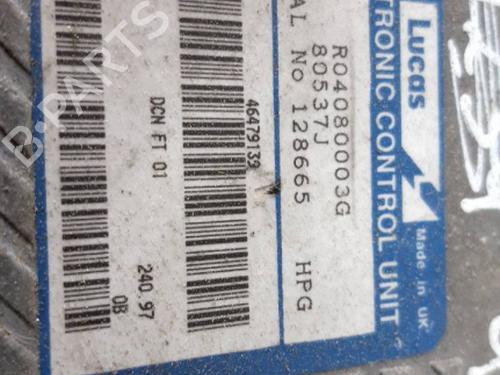 Lucas
Made in UK
TRONIC CONTROL UNIT
R04080003G
80537J
AL No 128665 HPG
46479139
DCN FT 01
240.97
0B
B-PARTS